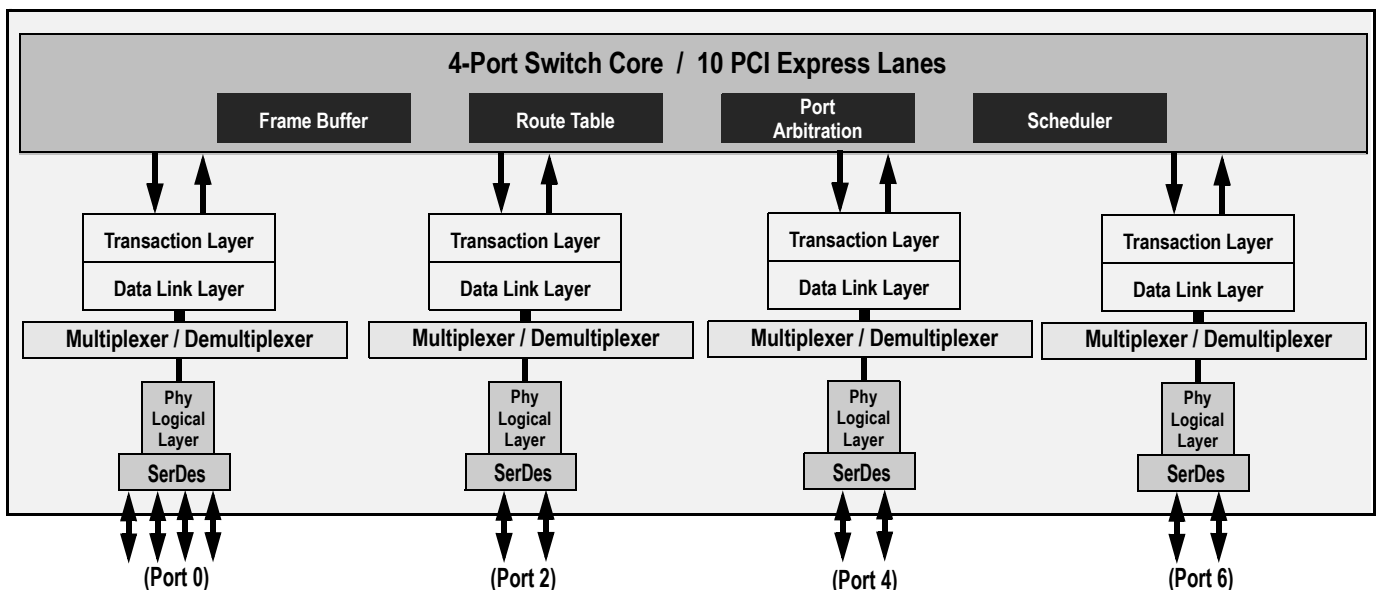 4-Port Switch Core / 10 PCI Express Lanes
Frame Buffer
Route Table
Port
Arbitration
Scheduler
Transaction Layer
Data Link Layer
Multiplexer / Demultiplexer
Phy
Logical
Layer
SerDes
(Port 0)
Transaction Layer
Data Link Layer
Multiplexer / Demultiplexer
Phy
Logical
Layer
SerDes
(Port 2)
Transaction Layer
Data Link Layer
Multiplexer / Demultiplexer
Phy
Logical
Layer
SerDes
(Port 4)
Transaction Layer
Data Link Layer
Multiplexer / Demultiplexer
Phy
Logical
Layer
SerDes
(Port 6)